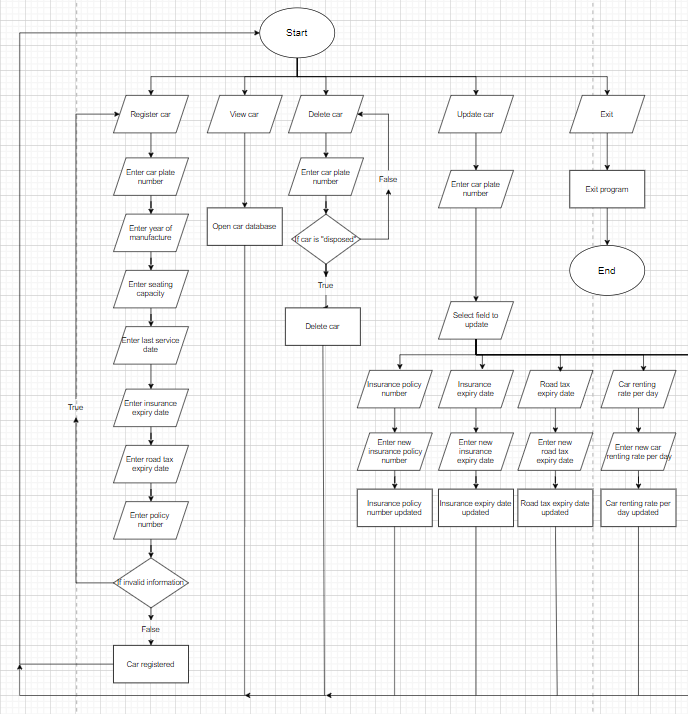 Start
Register car
View car
Delete car
Update car
Exit
Enter car plate
number
Enter car plate
number
False
Enter car plate
number
Exit program
Enter year of
manufacture
Open car database
If car is "disposed"
End
Enter seating
capacity
True
Enter last service
date
Delete car
Select field to
update
Insurance policy
number
Insurance
expiry date
Road tax
expiry date
Car renting
rate per day
True
Enter insurance
expiry date
Enter new
insurance policy
number
Enter new
insurance
expiry date
Enter new
road tax
expiry date
Enter new car
renting rate per day
Enter road tax
expiry date
Insurance policy
number updated
Insurance expiry date
updated
Road tax expiry date
updated
Car renting rate per
day updated
Enter policy
number
If invalid information
False
Car registered